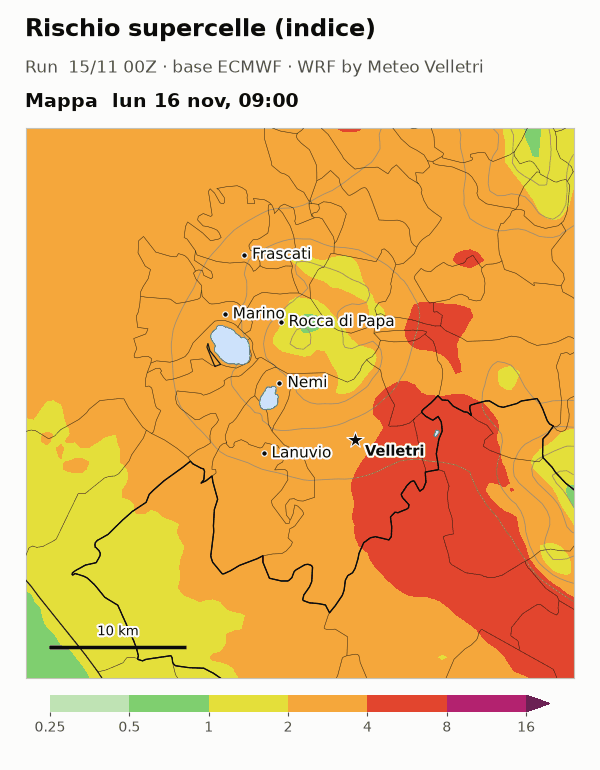 Rischio supercelle (indice)
Run  15/11 00Z · base ECMWF · WRF by Meteo Velletri
Mappa  lun 16 nov, 09:00
Frascati
Marino
Rocca di Papa
Nemi
Velletri
Lanuvio
10 km
0.25 0.5 1 2 4 8 16